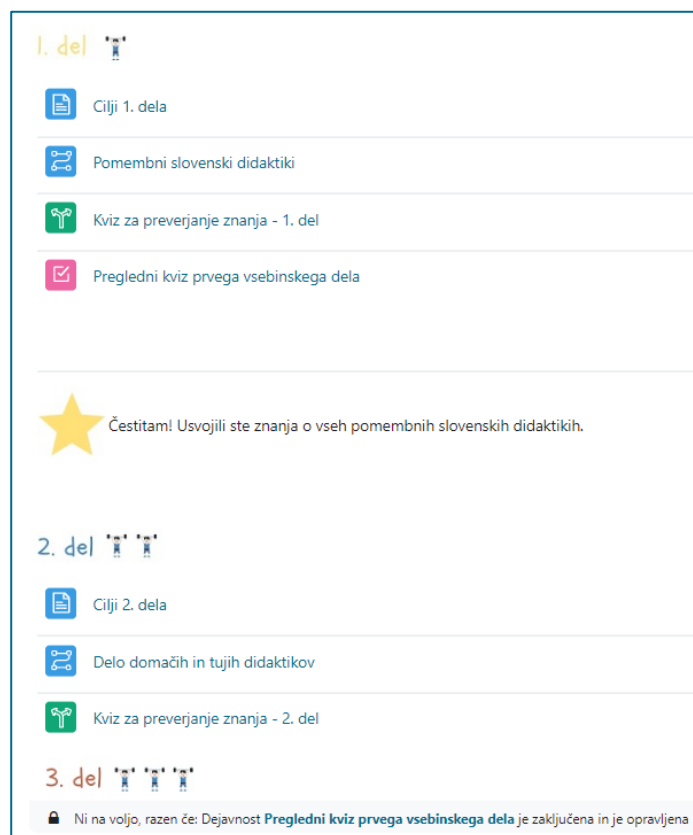 1. del
Cilji 1. dela
Pomembni slovenski didaktiki
Kviz za preverjanje znanja - 1. del
Pregledni kviz prvega vsebinskega dela
Čestitam! Usvojili ste znanja o vseh pomembnih slovenskih didaktikih.
2. del
Cilji 2. dela
Delo domačih in tujih didaktikov
Kviz za preverjanje znanja - 2. del
3. del
Ni na voljo, razen če: Dejavnost Pregledni kviz prvega vsebinskega dela je zaključena in je opravljena